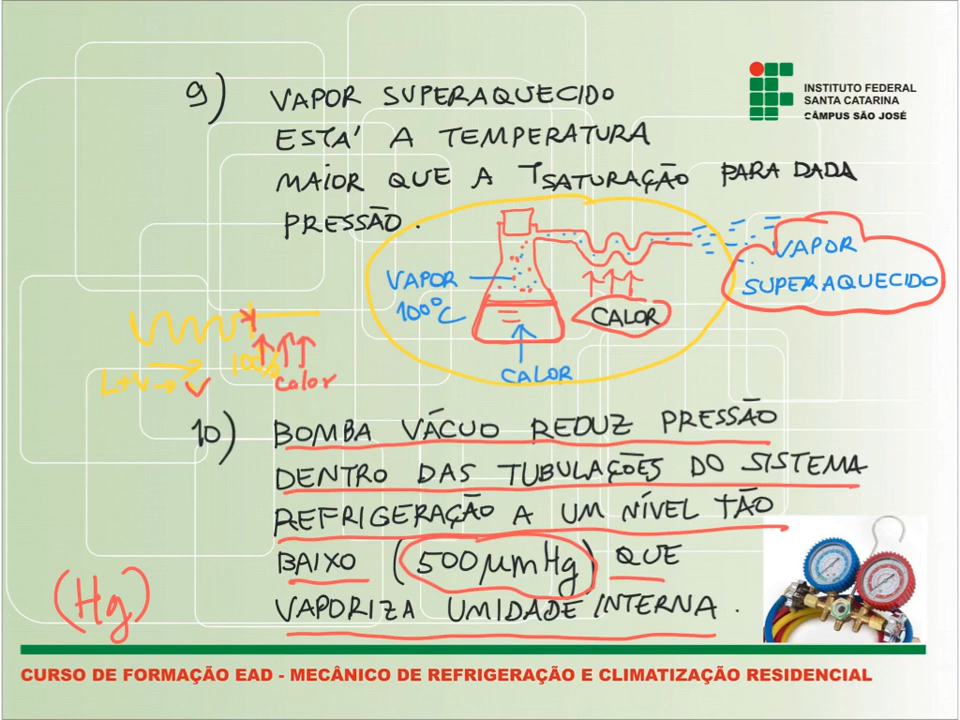 INSTITUTO FEDERAL
SANTA CATARINA
CÂMPUS SÃO JOSÉ
9) VAPOR SUPERAQUECIDO
ESTÁ A TEMPERATURA
MAIOR QUE A TSATURAÇÃO PARA DADA
PRESSÃO.
VAPOR
100°C
CALOR
CALOR
VAPOR
SUPERAQUECIDO
100%
L+V → V
calor
10) BOMBA VÁCUO REDUZ PRESSÃO
DENTRO DAS TUBULAÇÕES DO SISTEMA
REFRIGERAÇÃO A UM NÍVEL TÃO
BAIXO (500 µmHg) QUE
VAPORIZA UMIDADE INTERNA.
(Hg)
CURSO DE FORMAÇÃO EAD - MECÂNICO DE REFRIGERAÇÃO E CLIMATIZAÇÃO RESIDENCIAL